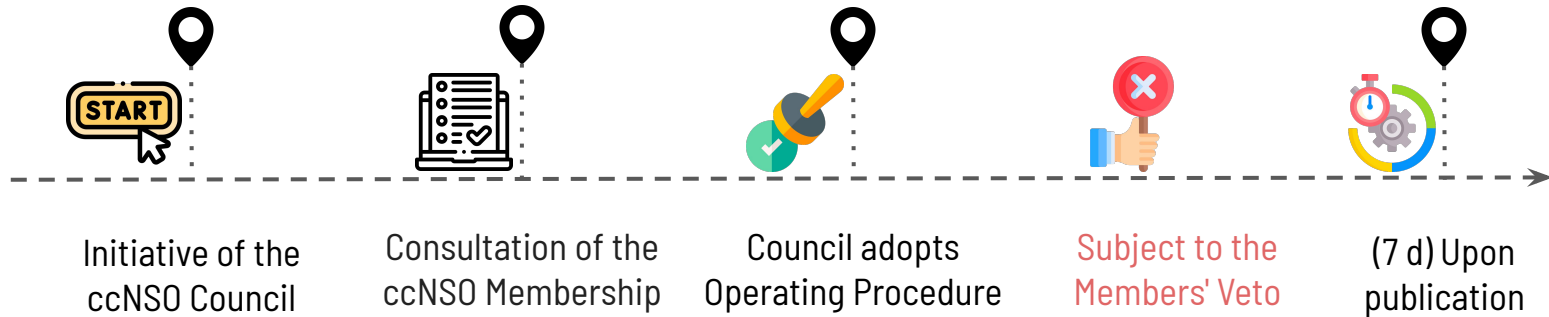 START
Initiative of the
ccNSO Council
Consultation of the
ccNSO Membership
Council adopts
Operating Procedure
Subject to the
Members' Veto
(7 d) Upon
publication